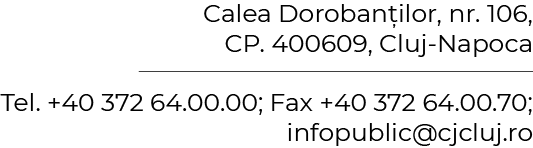 Calea Dorobanților, nr. 106,
CP. 400609, Cluj-Napoca
Tel. +40 372 64.00.00; Fax +40 372 64.00.70;
infopublic@cjcluj.ro